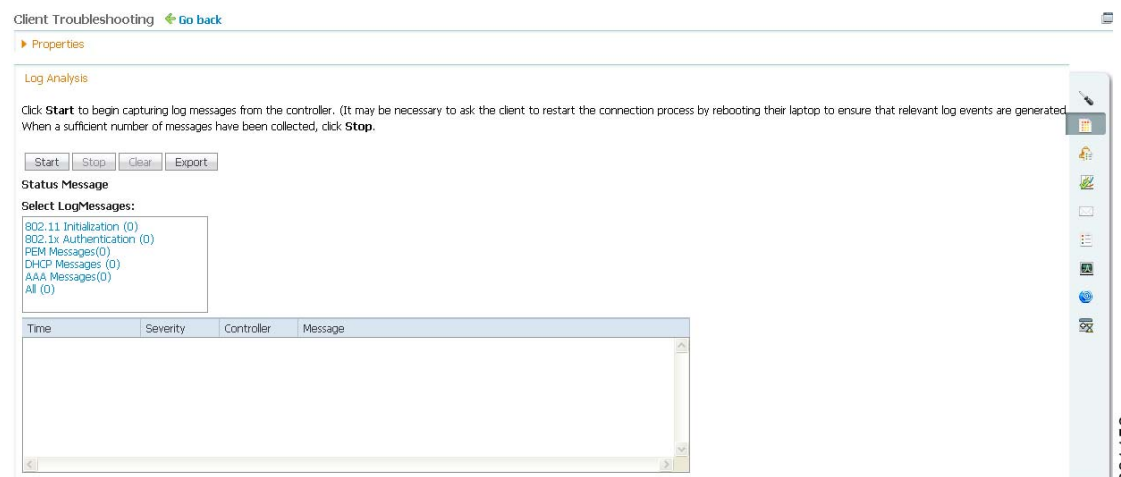 Client Troubleshooting Go back
Properties
Log Analysis
Click Start to begin capturing log messages from the controller. (It may be necessary to ask the client to restart the connection process by rebooting their laptop to ensure that relevant log events are generated
When a sufficient number of messages have been collected, click Stop.
Start Stop Clear Export
Status Message
Select LogMessages:
802.11 Initialization (0)
802.1x Authentication (0)
PEM Messages(0)
DHCP Messages (0)
AAA Messages(0)
All (0)
Time Severity Controller Message